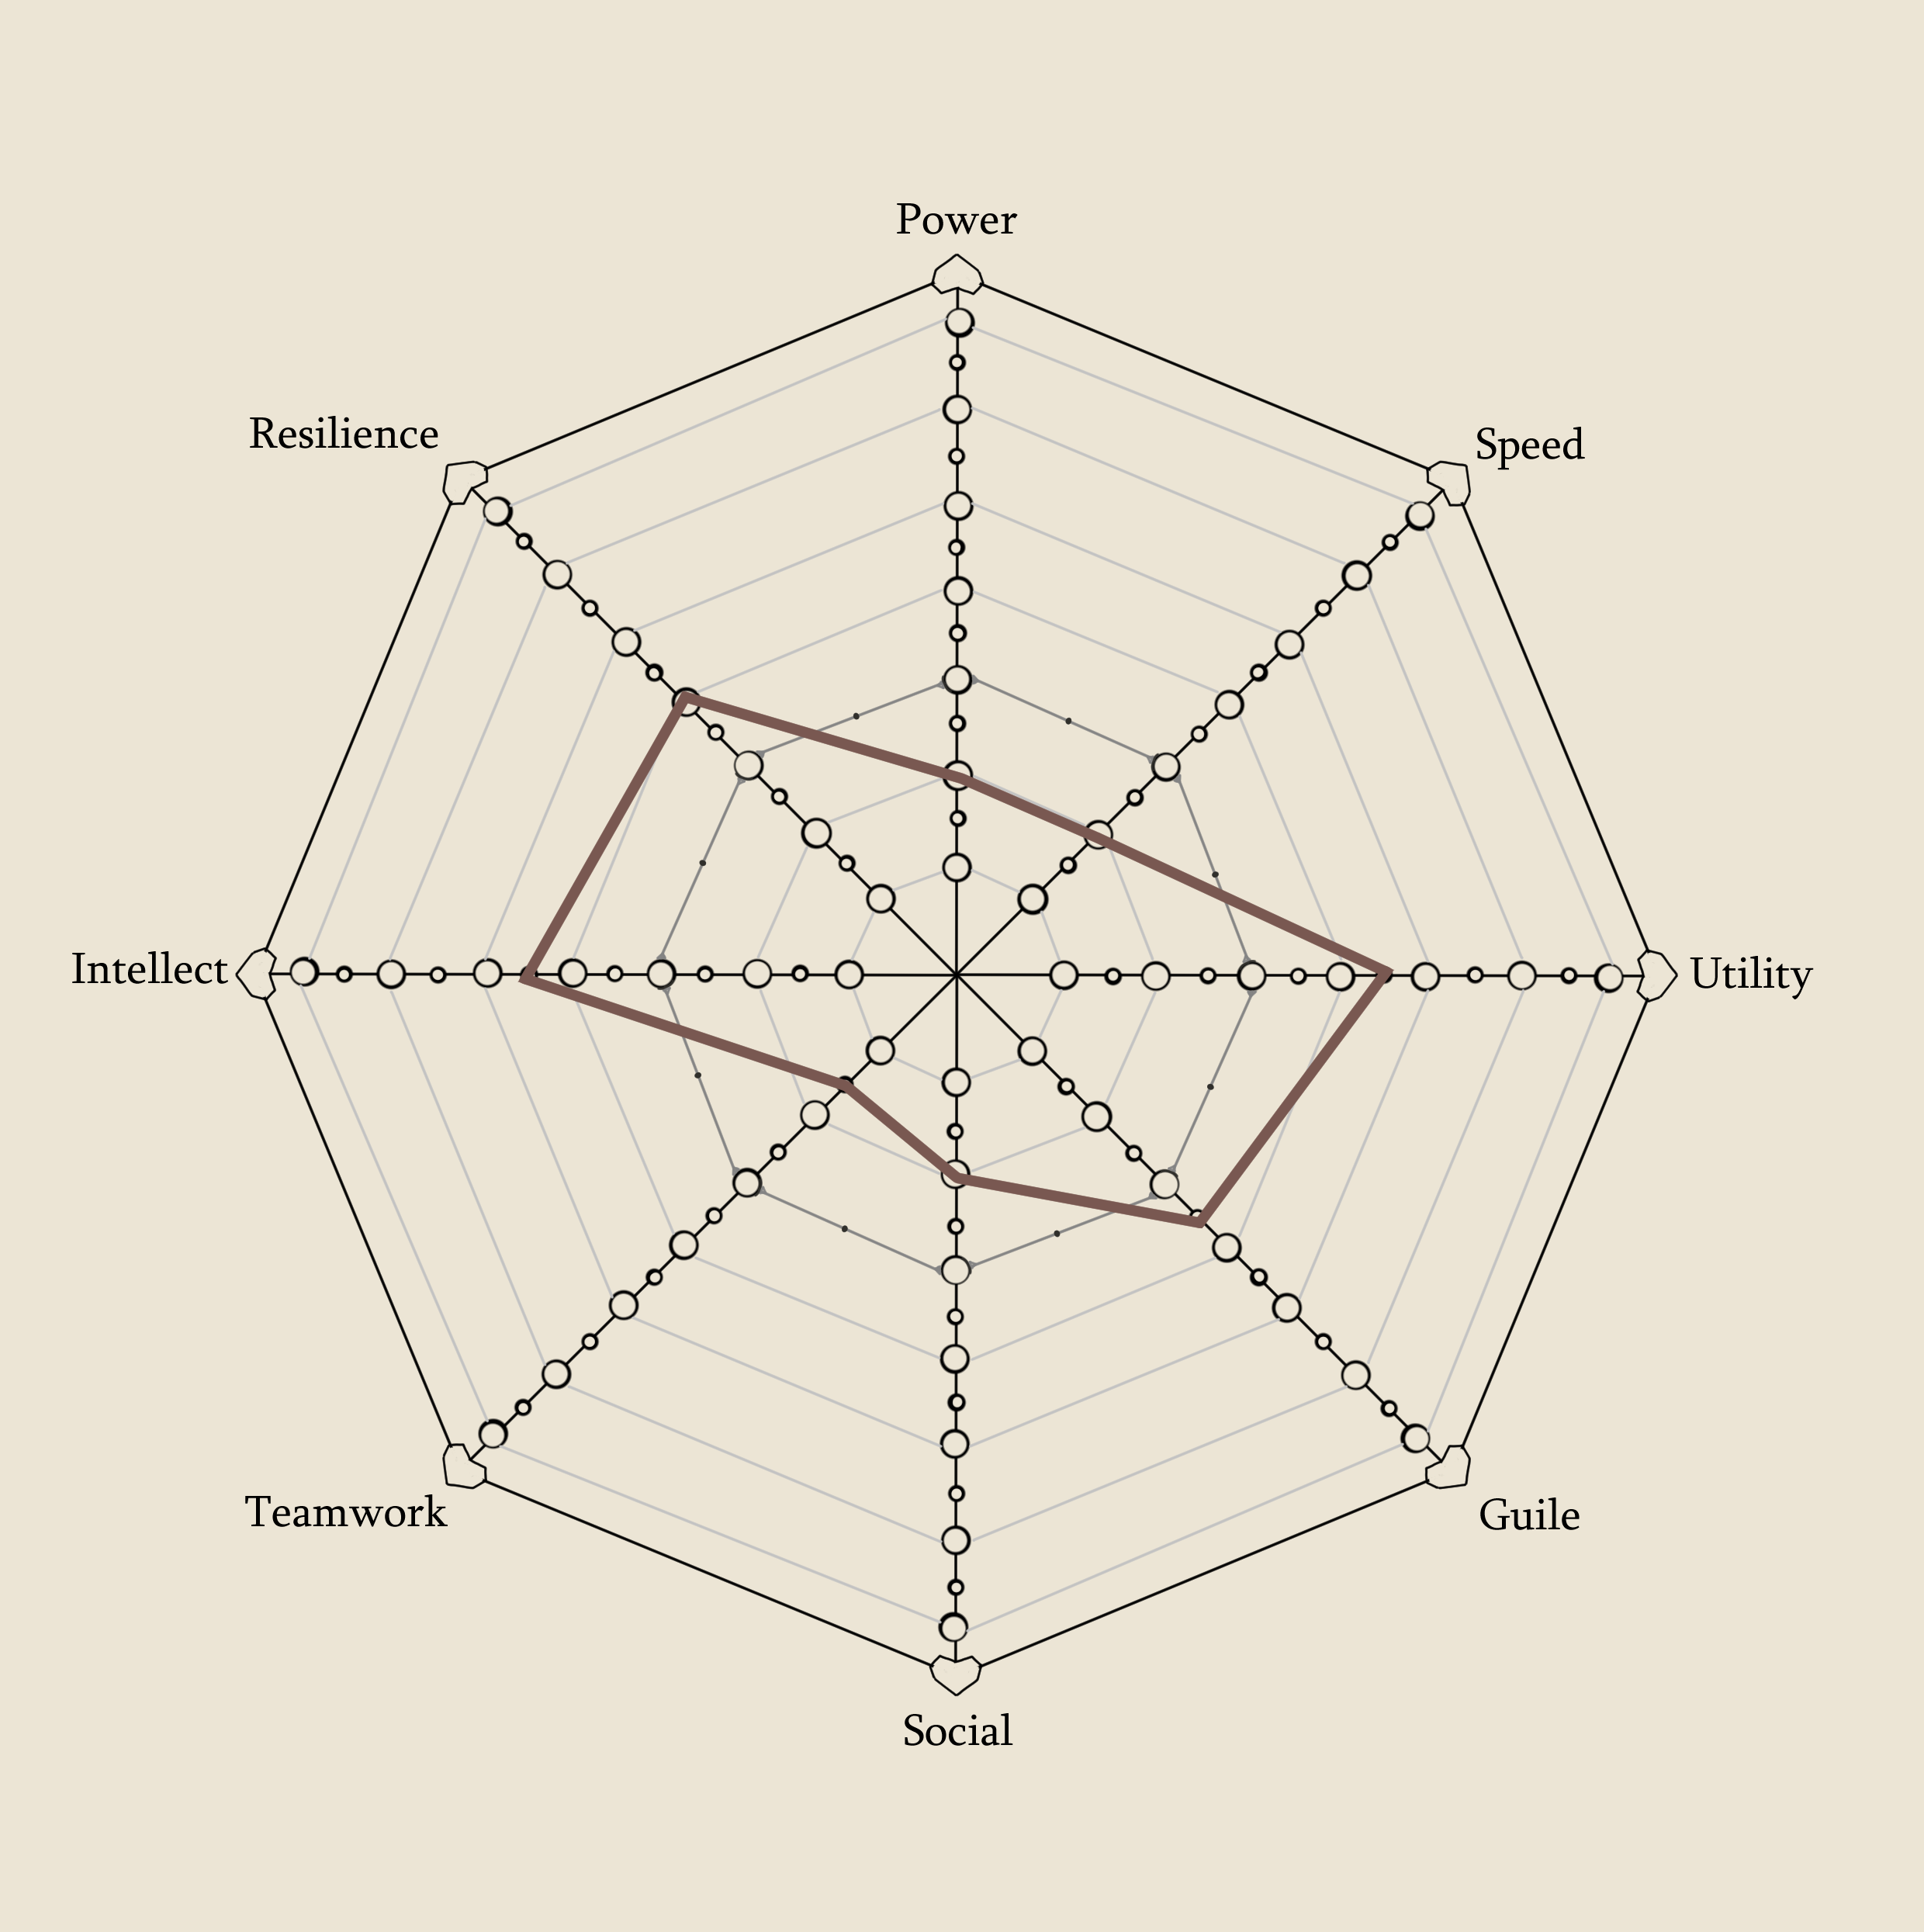 Power
Resilience
Speed
Intellect
Utility
Teamwork
Guile
Social